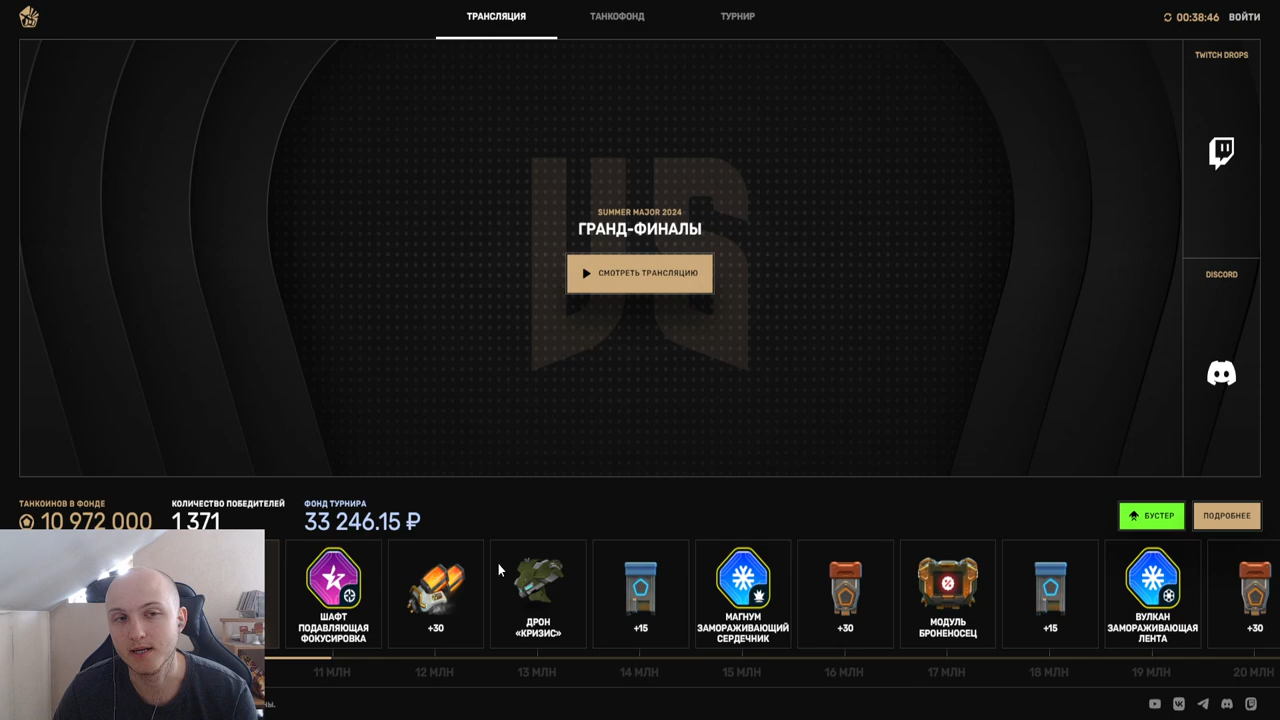 ТРАНСЛЯЦИЯ
ТАНКОФОНД
ТУРНИР
00:38:46
ВОЙТИ
TWITCH DROPS
SUMMER MAJOR 2024
ГРАНД-ФИНАЛЫ
СМОТРЕТЬ ТРАНСЛЯЦИЮ
DISCORD
ТАНКОИНОВ В ФОНДЕ
10 972 000
КОЛИЧЕСТВО ПОБЕДИТЕЛЕЙ
1 371
ФОНД ТУРНИРА
33 246.15 ₽
БУСТЕР
ПОДРОБНЕЕ
ШАФТ
ПОДАВЛЯЮЩАЯ
ФОКУСИРОВКА
+30
ДРОН
«КРИЗИС»
+15
МАГНУМ
ЗАМОРАЖИВАЮЩИЙ
СЕРДЕЧНИК
+30
МОДУЛЬ
БРОНЕНОСЕЦ
+15
ВУЛКАН
ЗАМОРАЖИВАЮЩАЯ
ЛЕНТА
+30
11 МЛН
12 МЛН
13 МЛН
14 МЛН
15 МЛН
16 МЛН
17 МЛН
18 МЛН
19 МЛН
20 МЛН